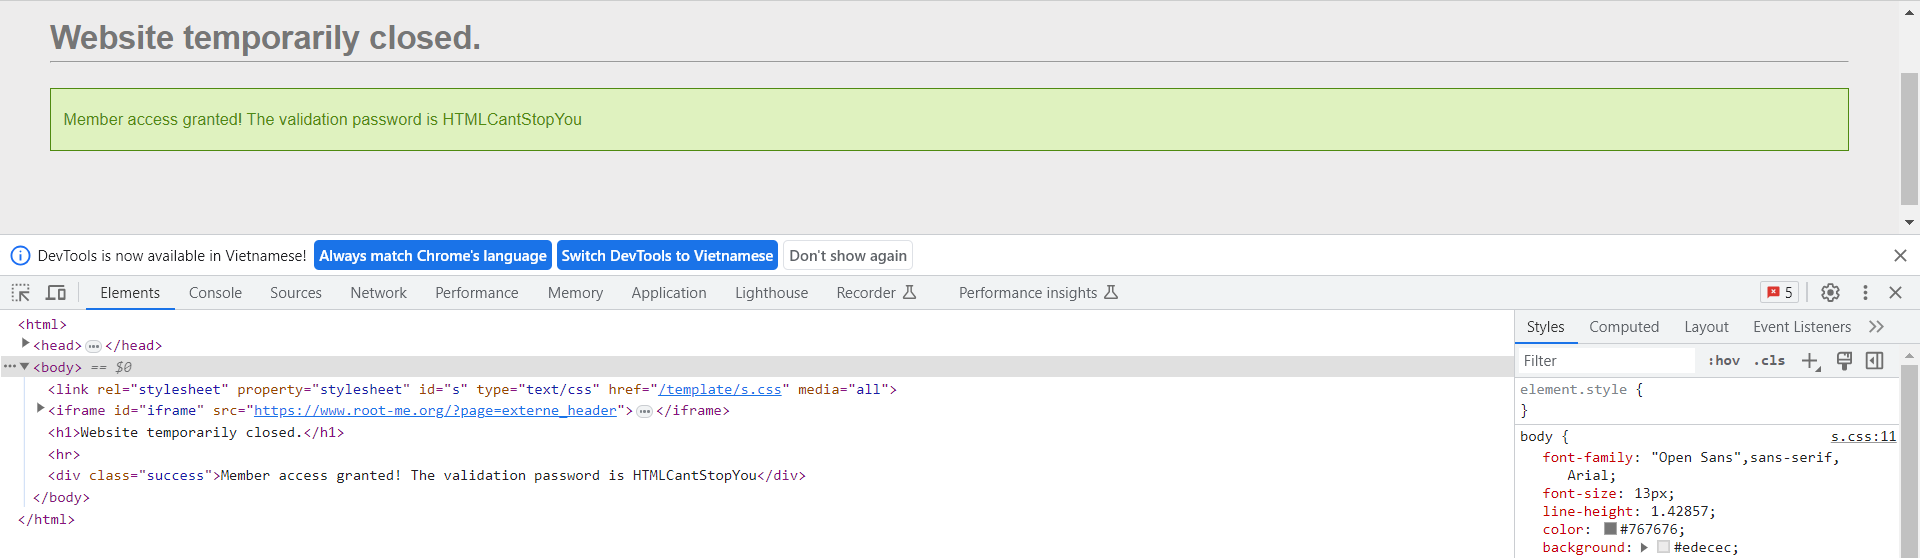 Website temporarily closed.
Member access granted! The validation password is HTMLCantStopYou
DevTools is now available in Vietnamese! Always match Chrome's language Switch DevTools to Vietnamese Don't show again
Elements Console Sources Network Performance Memory Application Lighthouse Recorder Performance insights 5
<html>
<head> ••• </head>
••• <body> == $0
<link rel="stylesheet" property="stylesheet" id="s" type="text/css" href="/template/s.css" media="all">
<iframe id="iframe" src="https://www.root-me.org/?page=externe_header"> ••• </iframe>
<h1>Website temporarily closed.</h1>
<hr>
<div class="success">Member access granted! The validation password is HTMLCantStopYou</div>
</body>
</html>
Styles Computed Layout Event Listeners
Filter :hov .cls
element.style {
}
body { s.css:11
font-family: "Open Sans",sans-serif,
Arial;
font-size: 13px;
line-height: 1.42857;
color: #767676;
background: #edecec;